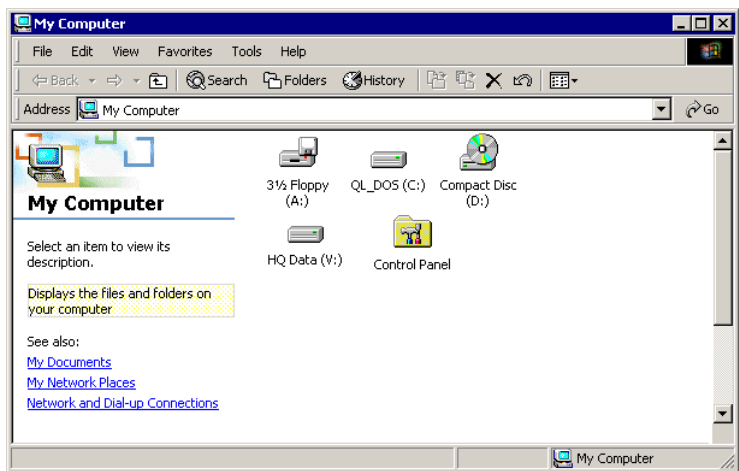 My Computer
File Edit View Favorites Tools Help
Back Search Folders History
Address My Computer Go
My Computer
Select an item to view its
description.
Displays the files and folders on
your computer
See also:
My Documents
My Network Places
Network and Dial-up Connections
3½ Floppy
(A:)
QL_DOS (C:)
Compact Disc
(D:)
HQ Data (V:)
Control Panel
My Computer